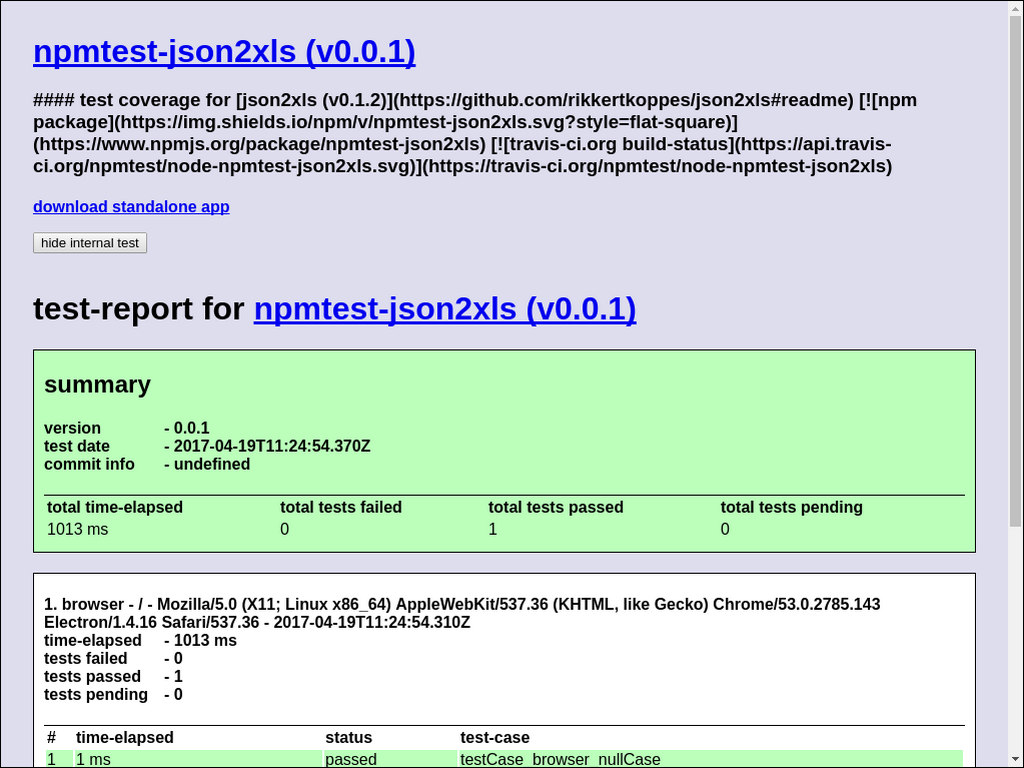 npmtest-json2xls (v0.0.1)
#### test coverage for [json2xls (v0.1.2)](https://github.com/rikkertkoppes/json2xls#readme) [![npm
package](https://img.shields.io/npm/v/npmtest-json2xls.svg?style=flat-square)]
(https://www.npmjs.org/package/npmtest-json2xls) [![travis-ci.org build-status](https://api.travis-
ci.org/npmtest/node-npmtest-json2xls.svg)](https://travis-ci.org/npmtest/node-npmtest-json2xls)
download standalone app
hide internal test
test-report for npmtest-json2xls (v0.0.1)
summary
version - 0.0.1
test date - 2017-04-19T11:24:54.370Z
commit info - undefined
total time-elapsed total tests failed total tests passed total tests pending
1013 ms 0 1 0
1. browser - / - Mozilla/5.0 (X11; Linux x86_64) AppleWebKit/537.36 (KHTML, like Gecko) Chrome/53.0.2785.143
Electron/1.4.16 Safari/537.36 - 2017-04-19T11:24:54.310Z
time-elapsed - 1013 ms
tests failed - 0
tests passed - 1
tests pending - 0
# time-elapsed status test-case
1 1 ms passed testCase_browser_nullCase